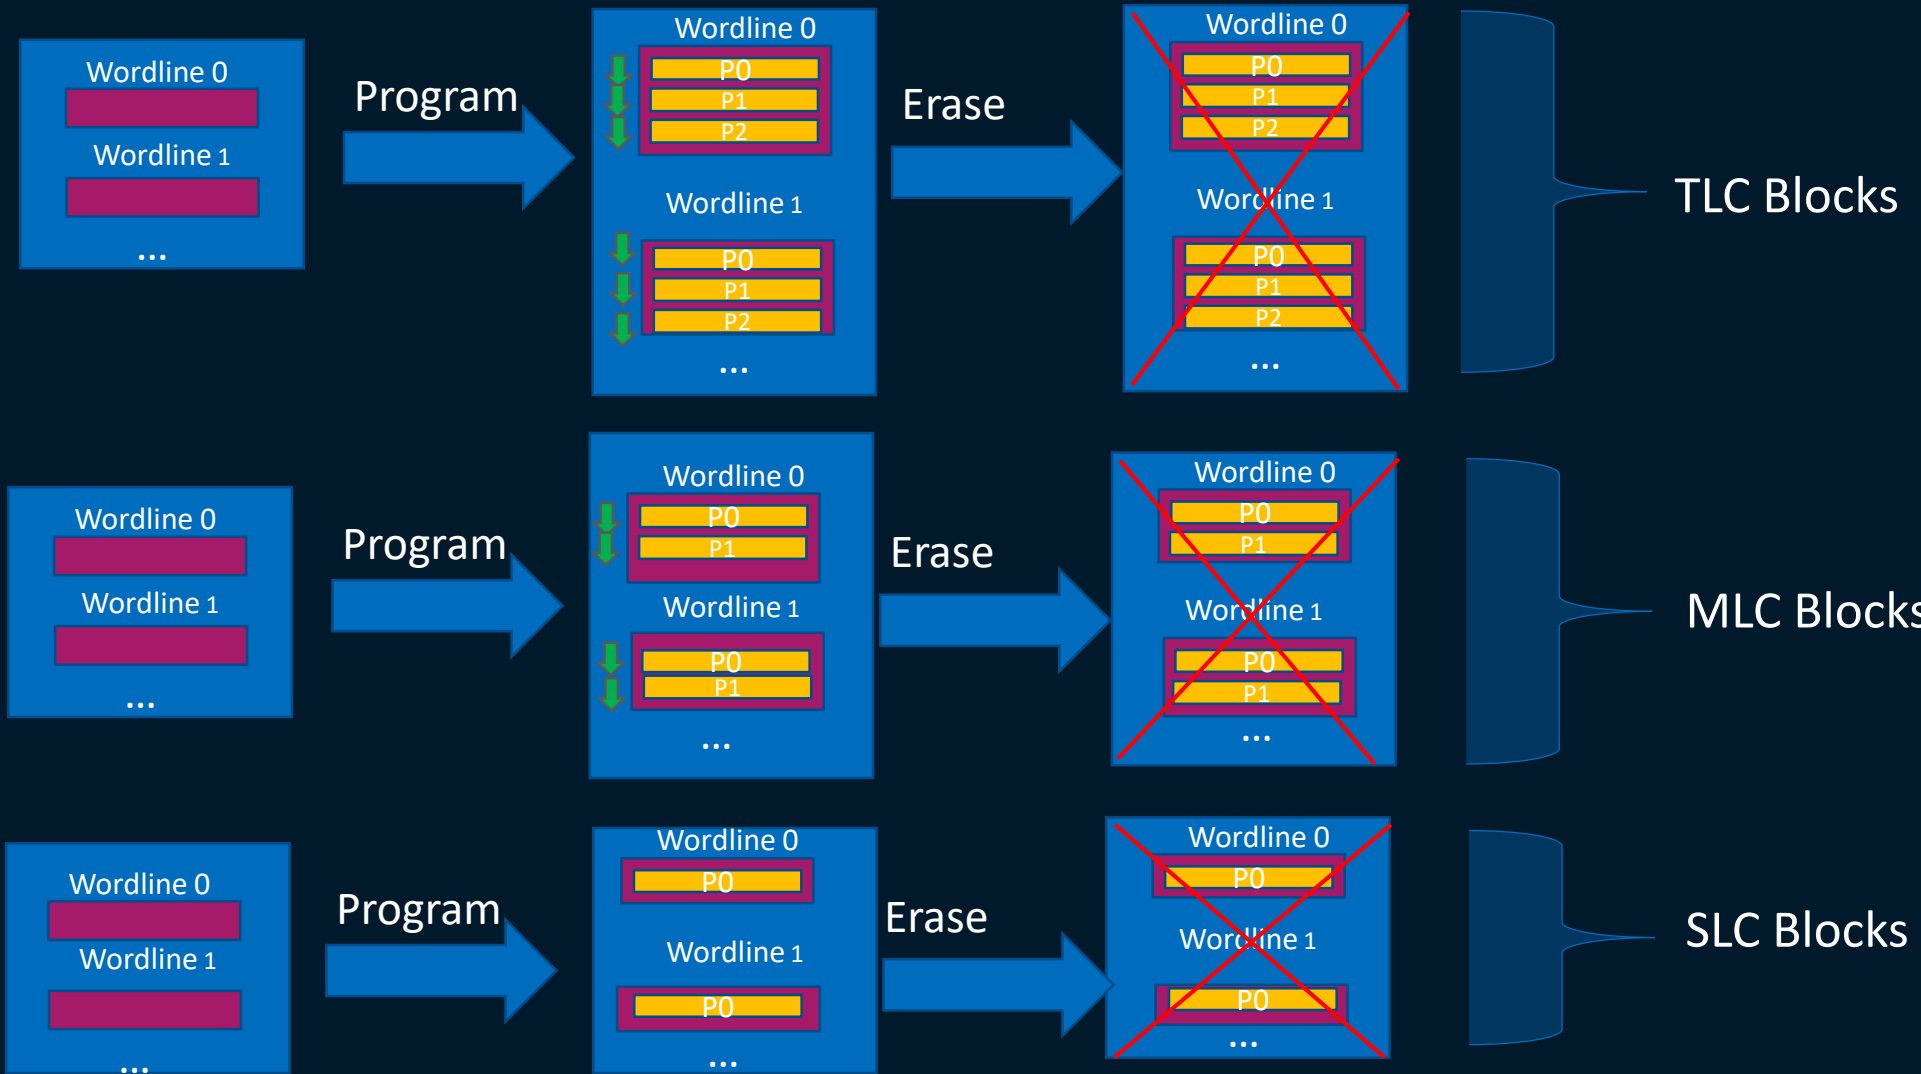 Wordline 0
Wordline 1
...
Program
Wordline 0
P0
P1
P2
Wordline 1
P0
P1
P2
...
Erase
Wordline 0
P0
P1
P2
Wordline 1
P0
P1
P2
...
TLC Blocks
Wordline 0
Wordline 1
...
Program
Wordline 0
P0
P1
Wordline 1
P0
P1
...
Erase
Wordline 0
P0
P1
Wordline 1
P0
P1
...
MLC Blocks
Wordline 0
Wordline 1
...
Program
Wordline 0
P0
Wordline 1
P0
...
Erase
Wordline 0
P0
Wordline 1
P0
...
SLC Blocks